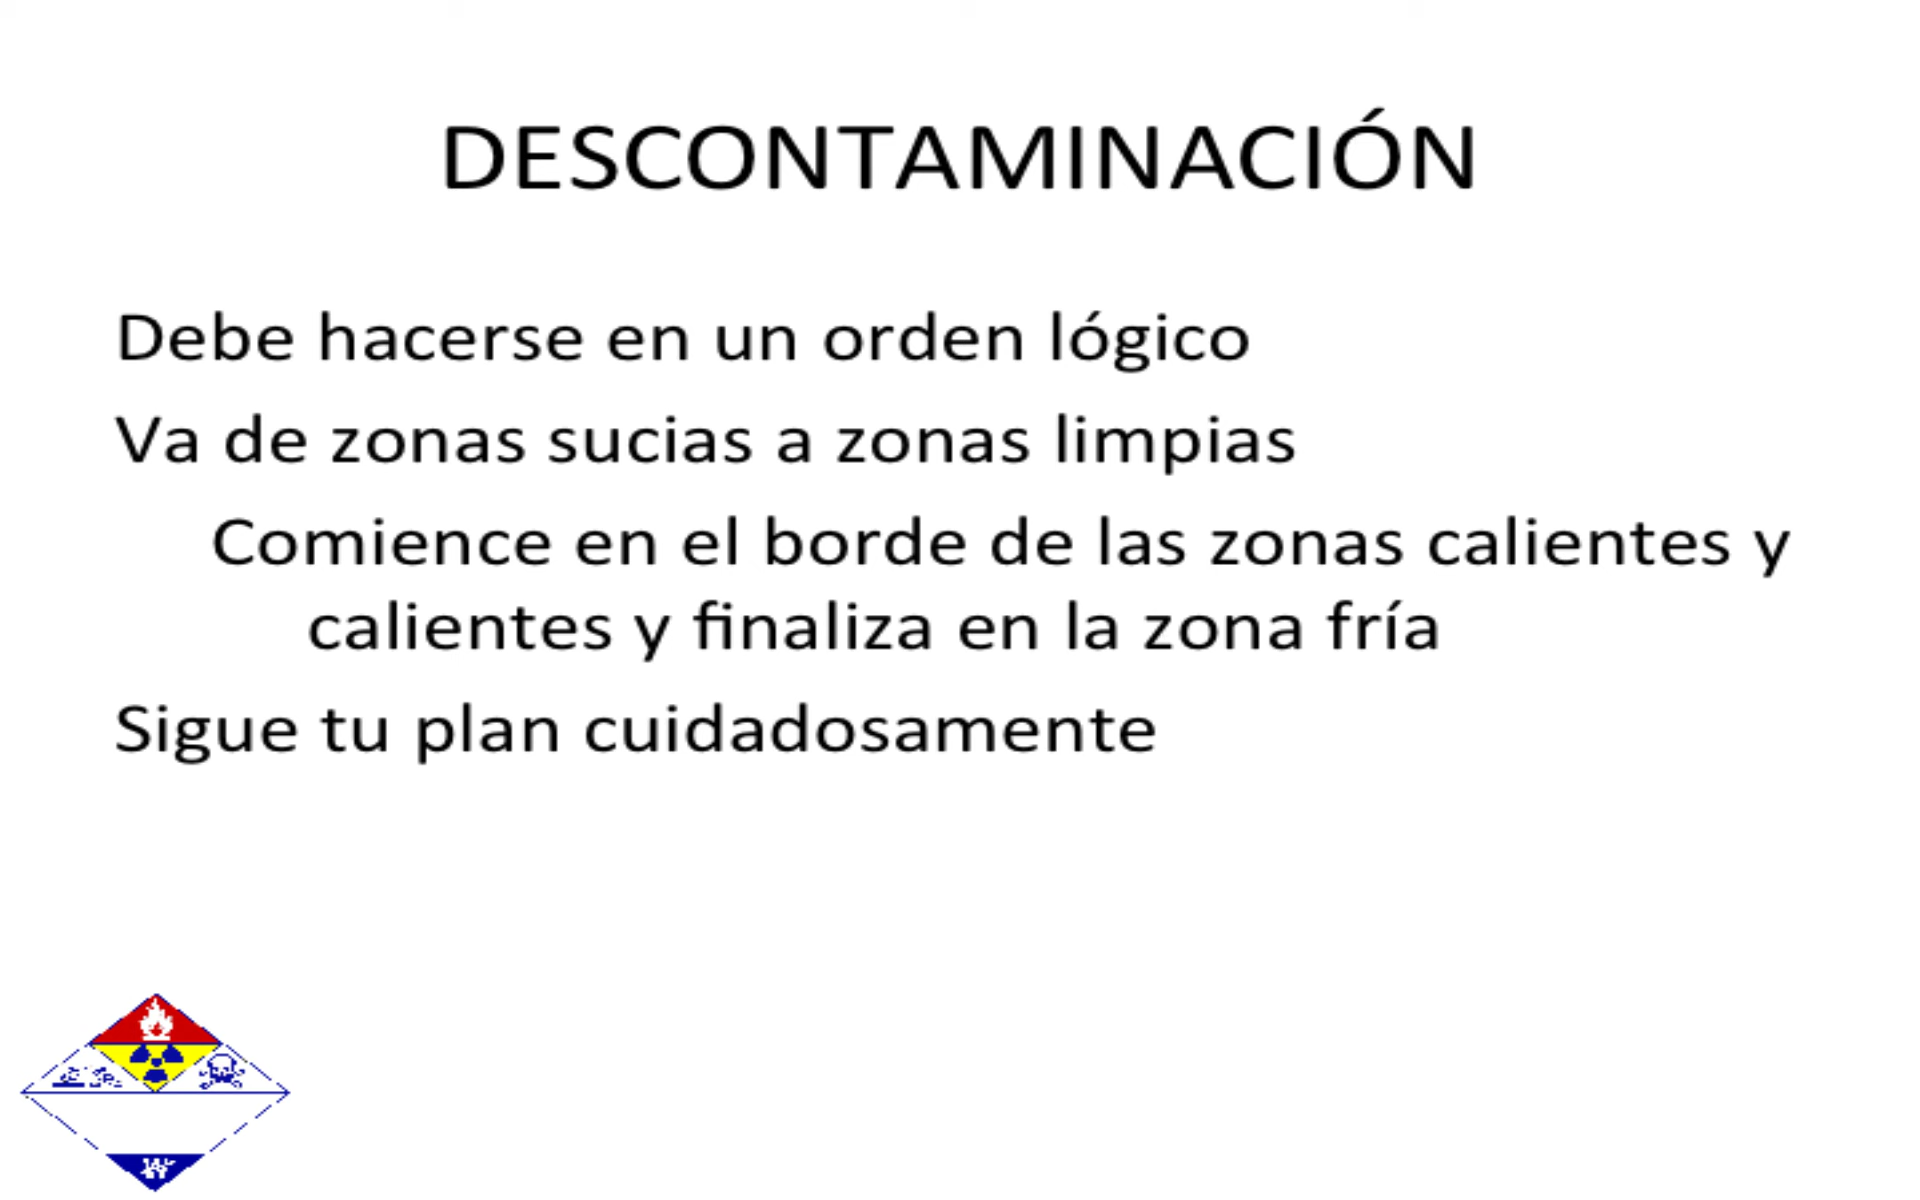 DESCONTAMINACIÓN
Debe hacerse en un orden lógico
Va de zonas sucias a zonas limpias
Comience en el borde de las zonas calientes y
calientes y finaliza en la zona fría
Sigue tu plan cuidadosamente
W